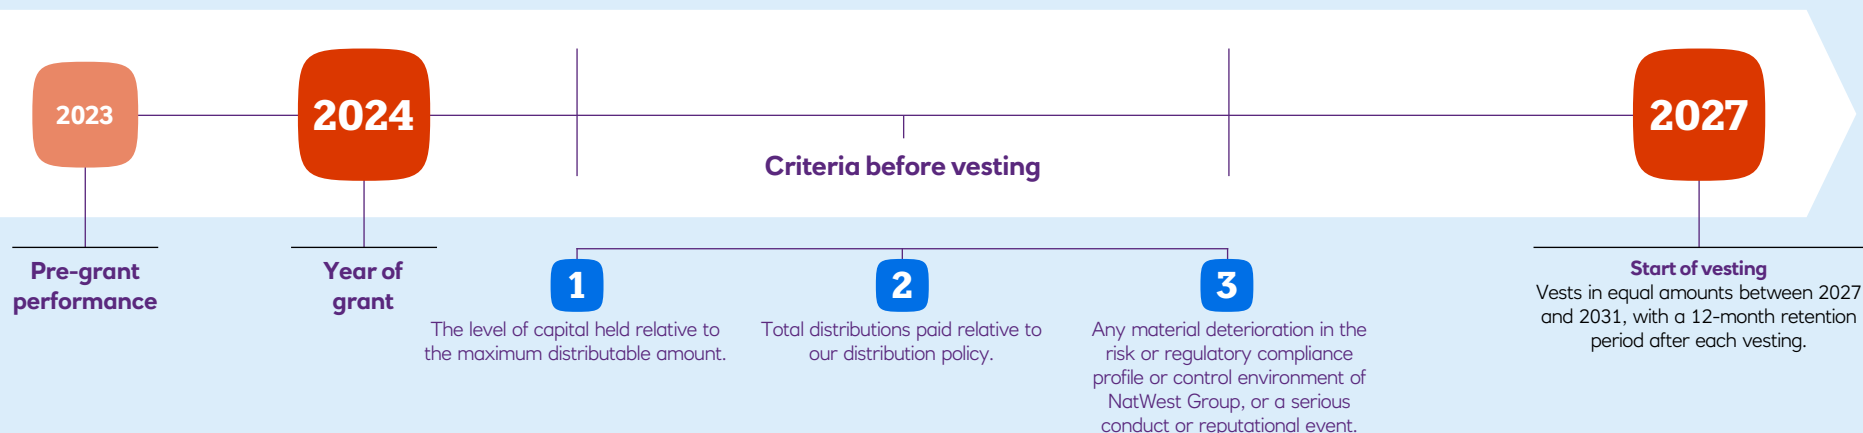 2023
2024
2027
Criteria before vesting
Pre-grant
performance
Year of
grant
1
The level of capital held relative to
the maximum distributable amount.
2
Total distributions paid relative to
our distribution policy.
3
Any material deterioration in the
risk or regulatory compliance
profile or control environment of
NatWest Group, or a serious
conduct or reputational event.
Start of vesting
Vests in equal amounts between 2027
and 2031, with a 12-month retention
period after each vesting.